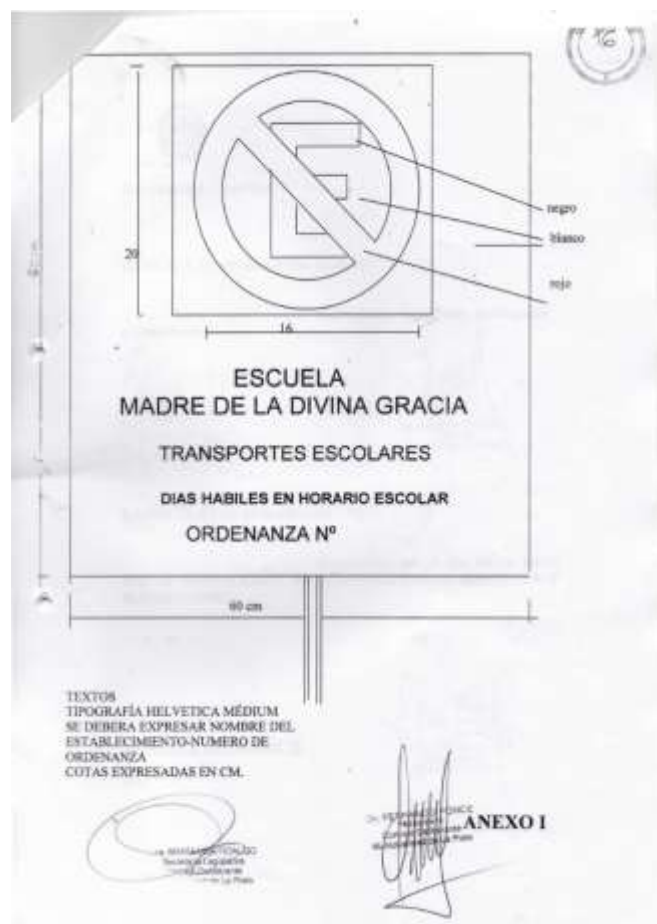 E
negro
blanco
rojo
20
16
ESCUELA
MADRE DE LA DIVINA GRACIA
TRANSPORTES ESCOLARES
DIAS HABILES EN HORARIO ESCOLAR
ORDENANZA Nº
60 cm
TEXTOS
TIPOGRAFÍA HELVETICA MÉDIUM
SE DEBERA EXPRESAR NOMBRE DEL
ESTABLECIMIENTO-NUMERO DE
ORDENANZA
COTAS EXPRESADAS EN CM.
ANEXO I